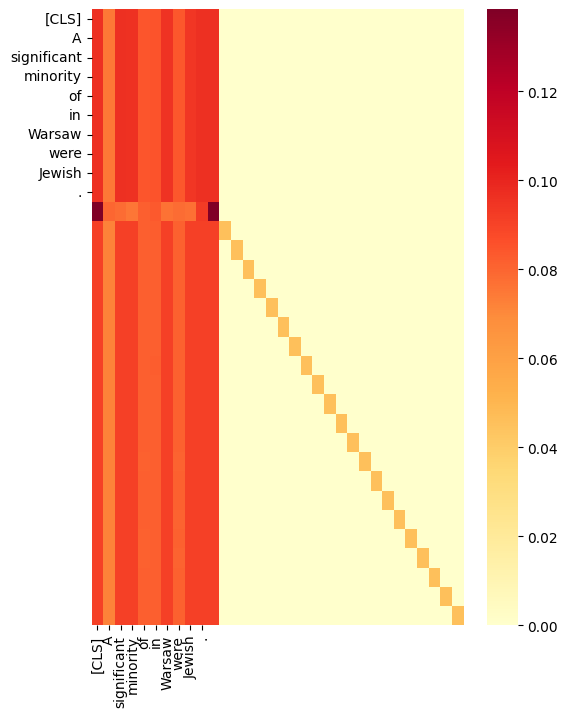 [CLS]
A
significant
minority
of
in
Warsaw
were
Jewish
.
0.12
0.10
0.08
0.06
0.04
0.02
0.00
[CLS]
A
significant
minority
of
in
Warsaw
were
Jewish
.